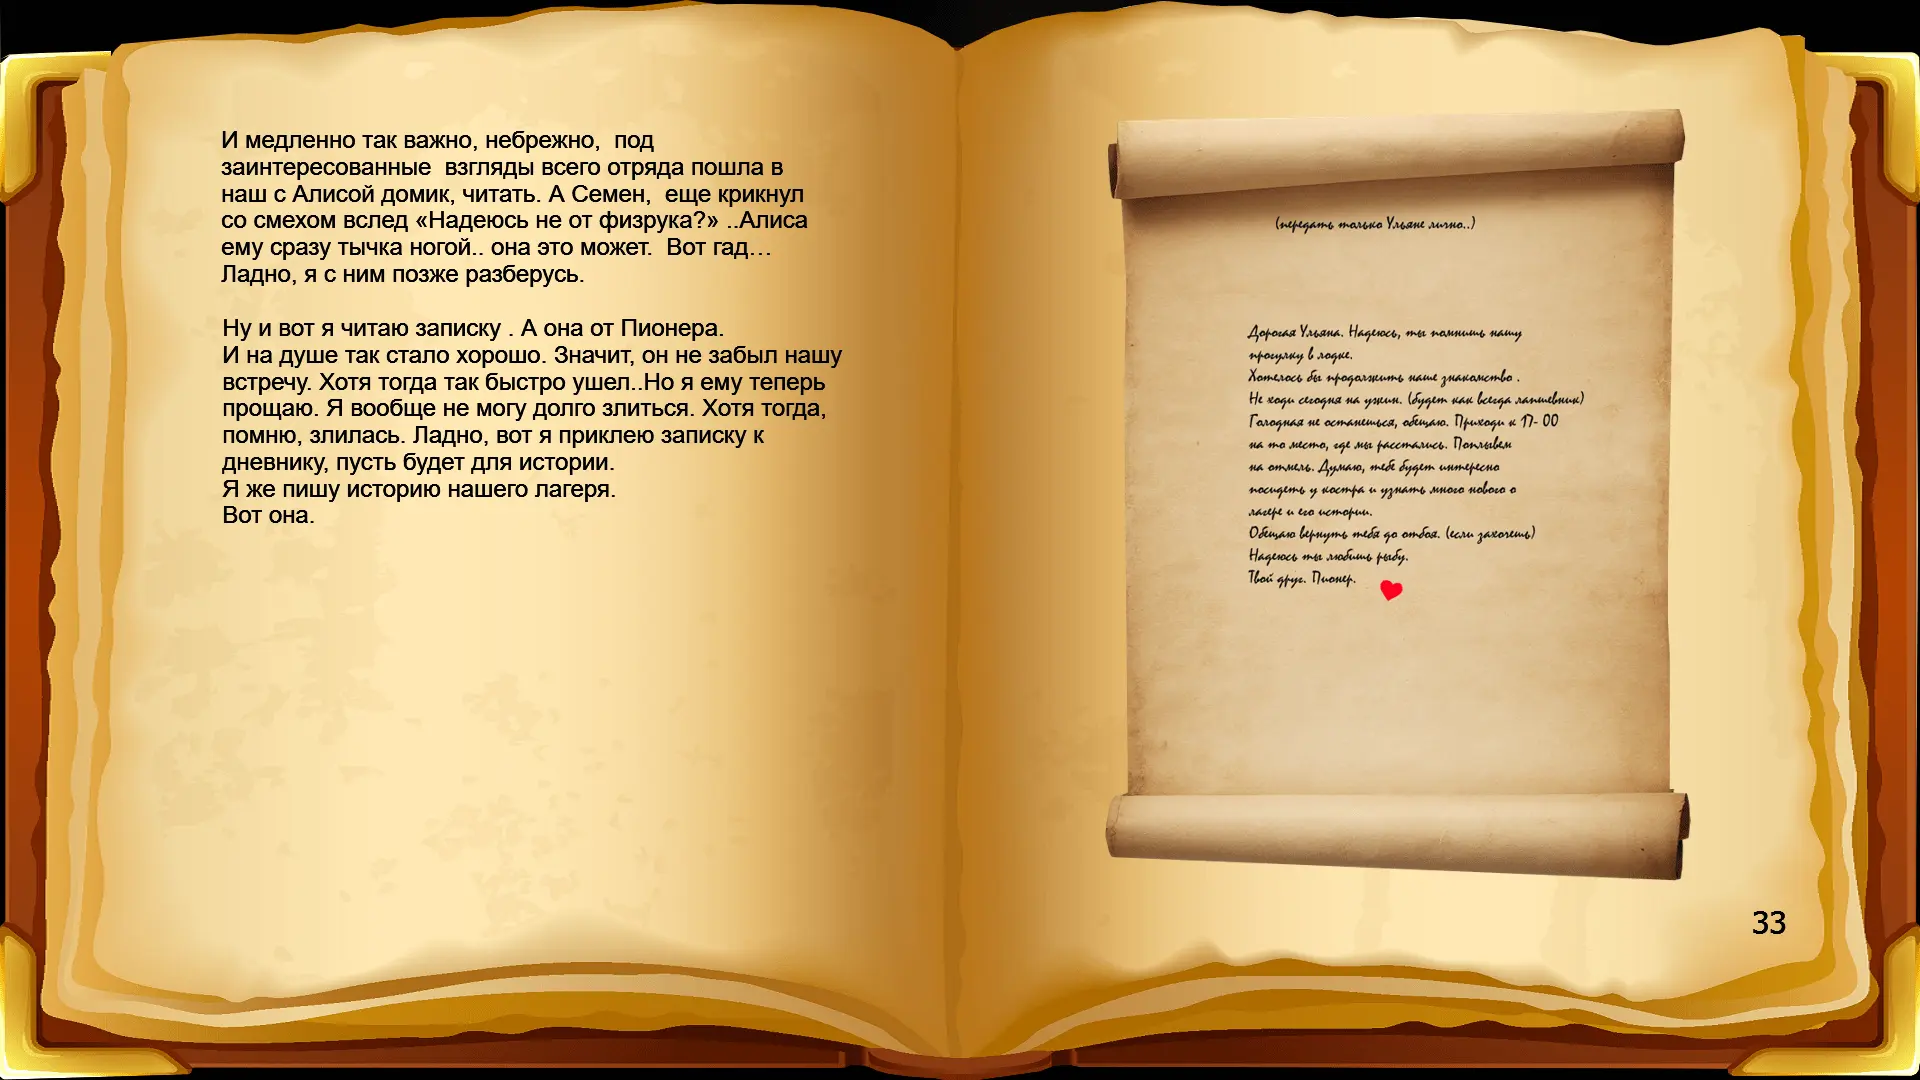 И медленно так важно, небрежно,  под
заинтересованные  взгляды всего отряда пошла в
наш с Алисой домик, читать. А Семен,  еще крикнул
со смехом вслед «Надеюсь не от физрука?» ..Алиса
ему сразу тычка ногой.. она это может.  Вот гад…
Ладно, я с ним позже разберусь.
Ну и вот я читаю записку . А она от Пионера.
И на душе так стало хорошо. Значит, он не забыл нашу
встречу. Хотя тогда так быстро ушел..Но я ему теперь
прощаю. Я вообще не могу долго злиться. Хотя тогда,
помню, злилась. Ладно, вот я приклею записку к
дневнику, пусть будет для истории.
Я же пишу историю нашего лагеря.
Вот она.
(передать только Ульяне лично..)
Дорогая Ульяна. Надеюсь, ты помнишь нашу
прогулку в лодке.
Хотелось бы продолжить наше знакомство .
Не ходи сегодня на ужин. (будет как всегда лапшевник)
Голодная не останешься, обещаю. Приходи к 17- 00
на то место, где мы расстались. Поплывем
на отмель. Думаю, тебе будет интересно
посидеть у костра и узнать много нового о
лагере и его истории.
Обещаю вернуть тебя до отбоя. (если захочешь)
Надеюсь ты любишь рыбу.
Твой друг. Пионер.
33